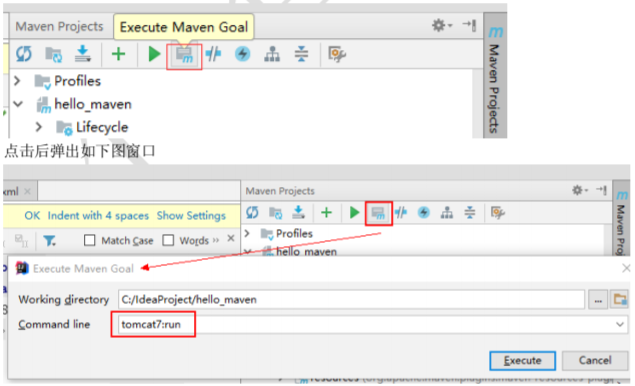 Maven Projects Execute Maven Goal
Profiles
hello_maven
Lifecycle
Maven Projects
点击后弹出如下图窗口
xml × Maven Projects
OK Indent with 4 spaces Show Settings
Match Case Words » ×
Profiles
hello_maven
Maven Proj
Execute Maven Goal
Working directory C:/IdeaProject/hello_maven ...
Command line tomcat7:run
Execute Cancel